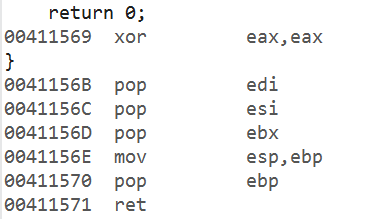 return 0;
00411569 xor eax,eax
}
0041156B pop edi
0041156C pop esi
0041156D pop ebx
0041156E mov esp,ebp
00411570 pop ebp
00411571 ret